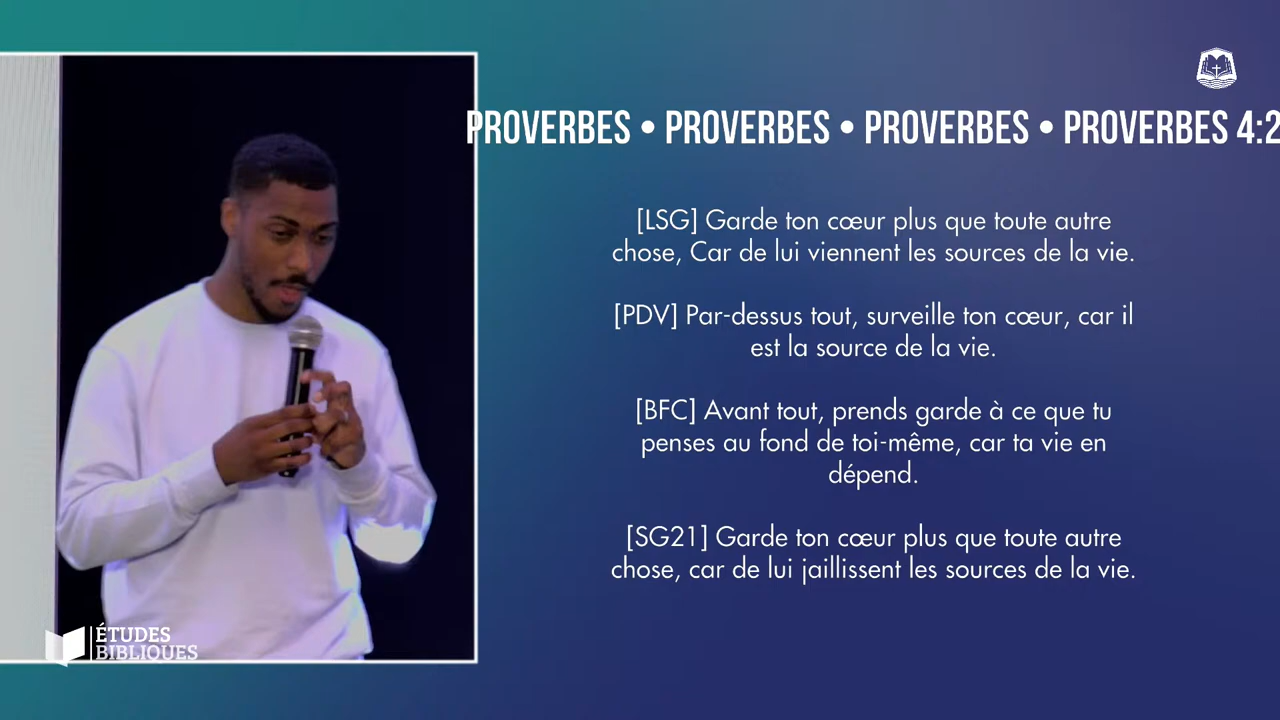 PROVERBES • PROVERBES • PROVERBES • PROVERBES 4:2
[LSG] Garde ton cœur plus que toute autre
chose, Car de lui viennent les sources de la vie.
[PDV] Par-dessus tout, surveille ton cœur, car il
est la source de la vie.
[BFC] Avant tout, prends garde à ce que tu
penses au fond de toi-même, car ta vie en
dépend.
[SG21] Garde ton cœur plus que toute autre
chose, car de lui jaillissent les sources de la vie.
ÉTUDES
BIBLIQUES